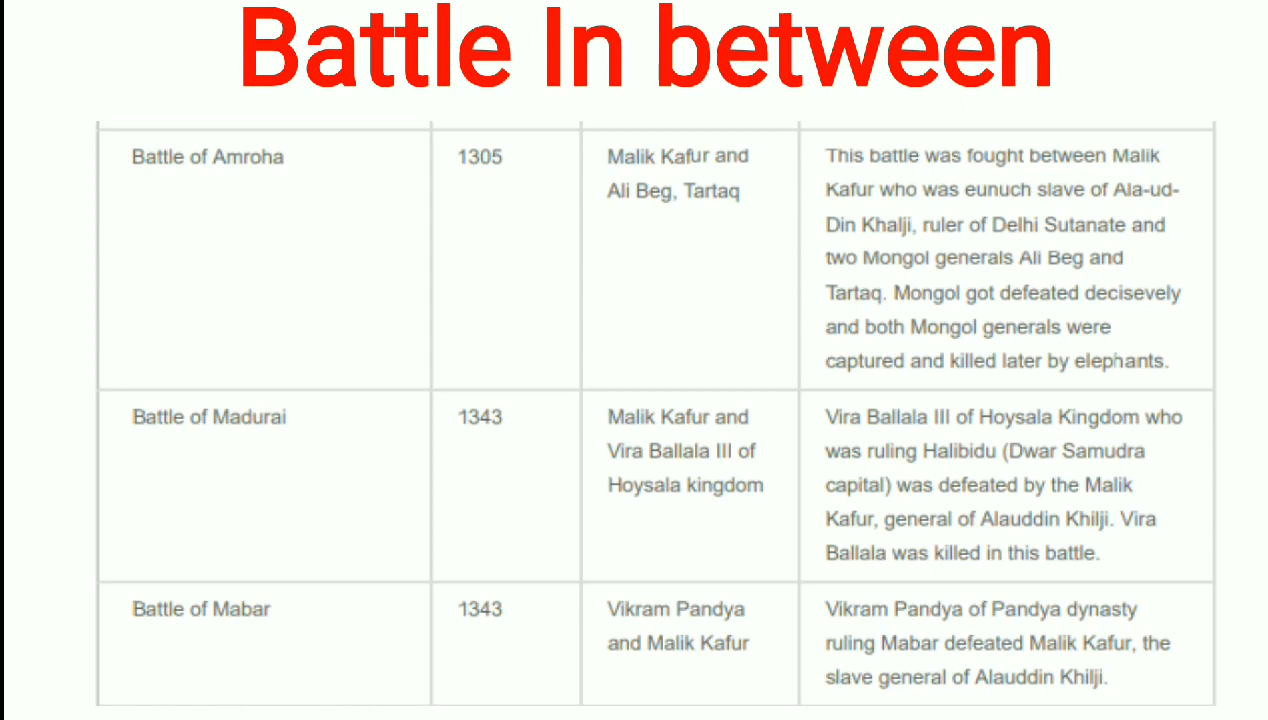 Battle In between
Battle of Amroha
1305
Malik Kafur and
Ali Beg, Tartaq
This battle was fought between Malik
Kafur who was eunuch slave of Ala-ud-
Din Khalji, ruler of Delhi Sutanate and
two Mongol generals Ali Beg and
Tartaq. Mongol got defeated decisevely
and both Mongol generals were
captured and killed later by elephants.
Battle of Madurai
1343
Malik Kafur and
Vira Ballala III of
Hoysala kingdom
Vira Ballala III of Hoysala Kingdom who
was ruling Halibidu (Dwar Samudra
capital) was defeated by the Malik
Kafur, general of Alauddin Khilji. Vira
Ballala was killed in this battle.
Battle of Mabar
1343
Vikram Pandya
and Malik Kafur
Vikram Pandya of Pandya dynasty
ruling Mabar defeated Malik Kafur, the
slave general of Alauddin Khilji.